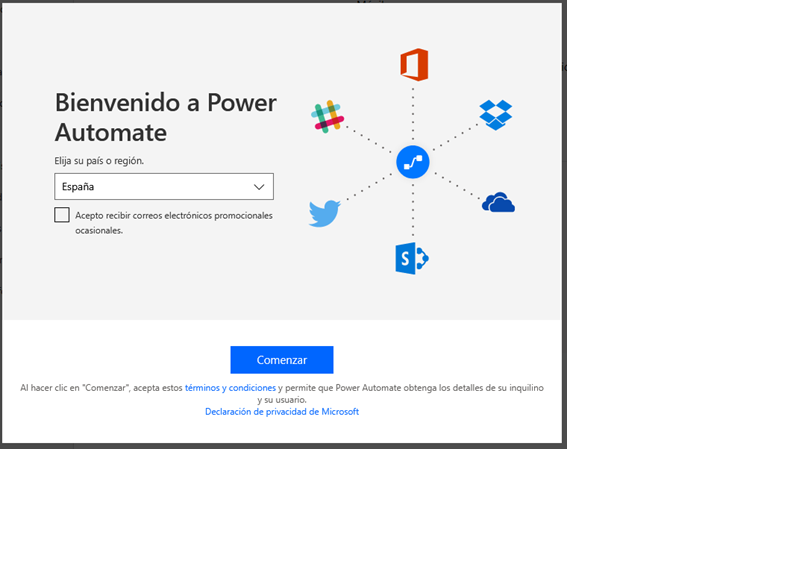 Bienvenido a Power
Automate
Elija su país o región.
España
Acepto recibir correos electrónicos promocionales
ocasionales.
S
Comenzar
Al hacer clic en "Comenzar", acepta estos términos y condiciones y permite que Power Automate obtenga los detalles de su inquilino
y su usuario.
Declaración de privacidad de Microsoft